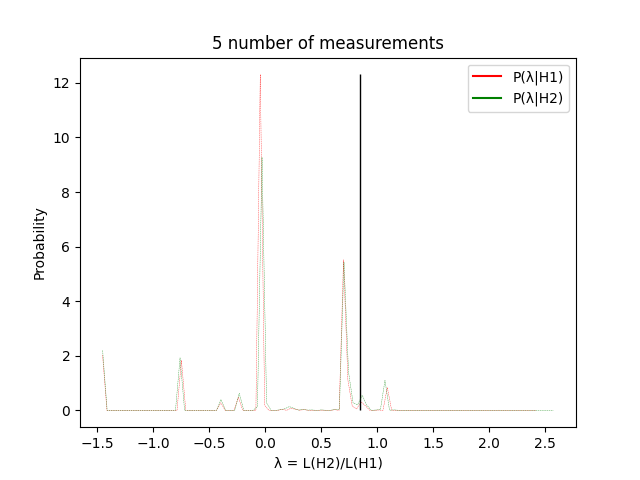 5 number of measurements
P(λ|H1)
P(λ|H2)
Probability
12
10
8
6
4
2
0
−1.5 −1.0 −0.5 0.0 0.5 1.0 1.5 2.0 2.5
λ = L(H2)/L(H1)